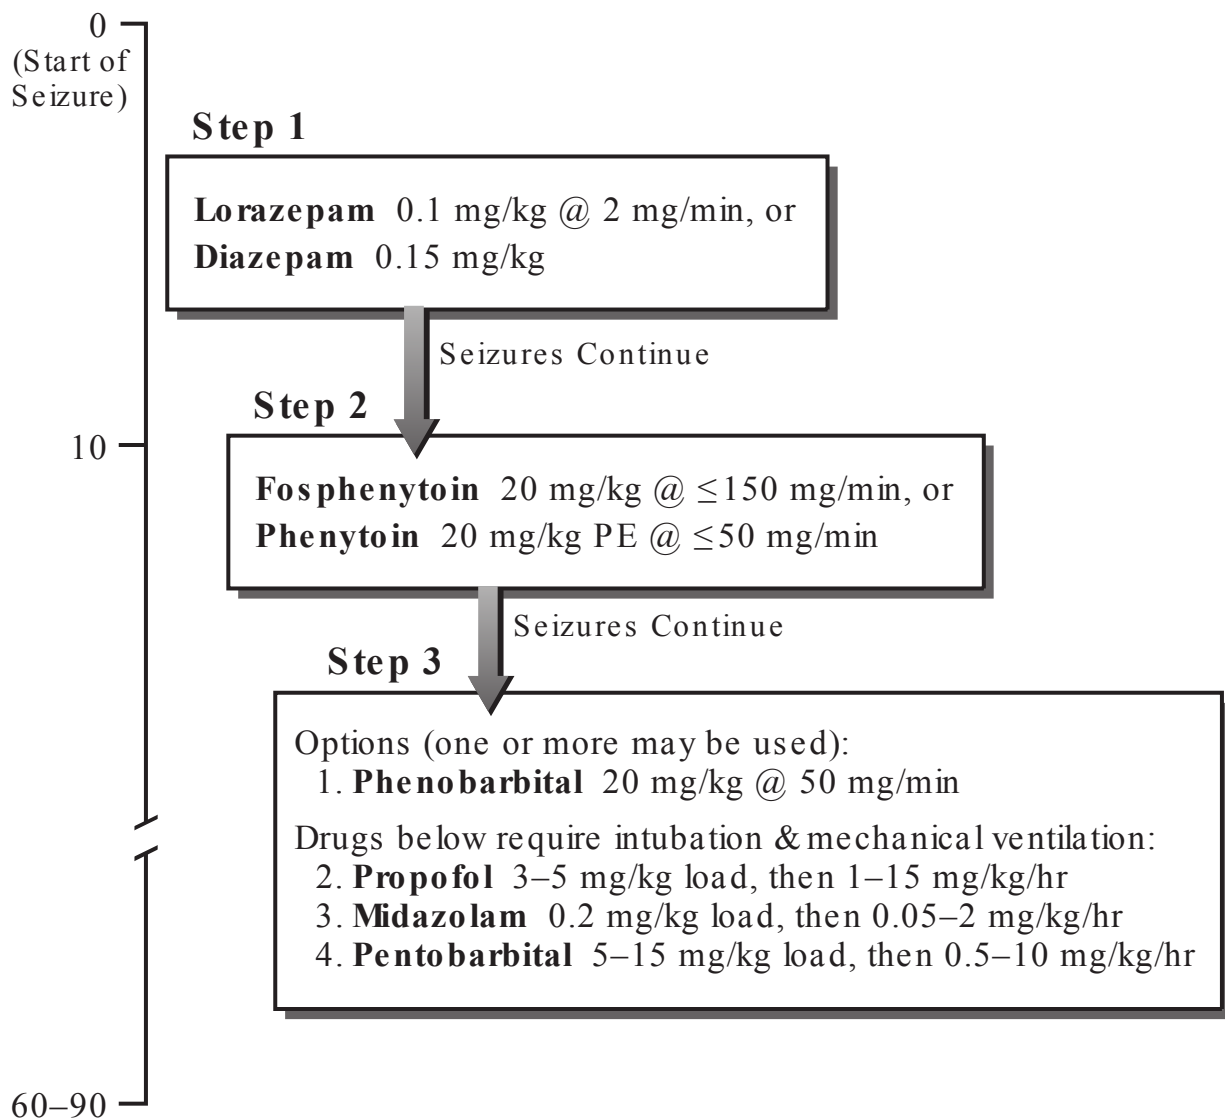 0
(Start of
Seizure)
Step 1
Lorazepam 0.1 mg/kg @ 2 mg/min, or
Diazepam 0.15 mg/kg
Seizures Continue
Step 2
10
Fosphenytoin 20 mg/kg @ ≤150 mg/min, or
Phenytoin 20 mg/kg PE @ ≤50 mg/min
Seizures Continue
Step 3
Options (one or more may be used):
1. Phenobarbital 20 mg/kg @ 50 mg/min
Drugs below require intubation & mechanical ventilation:
2. Propofol 3–5 mg/kg load, then 1–15 mg/kg/hr
3. Midazolam 0.2 mg/kg load, then 0.05–2 mg/kg/hr
4. Pentobarbital 5–15 mg/kg load, then 0.5–10 mg/kg/hr
60–90